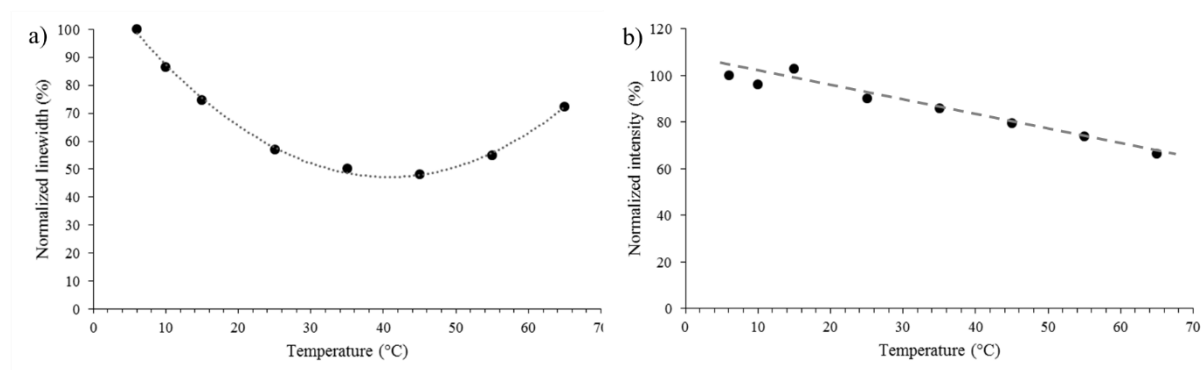 a)
Normalized linewidth (%)
100
90
80
70
60
50
40
30
20
10
0
0 10 20 30 40 50 60 70
Temperature (°C)
b)
Normalized intensity (%)
120
100
80
60
40
20
0
0 10 20 30 40 50 60 70
Temperature (°C)